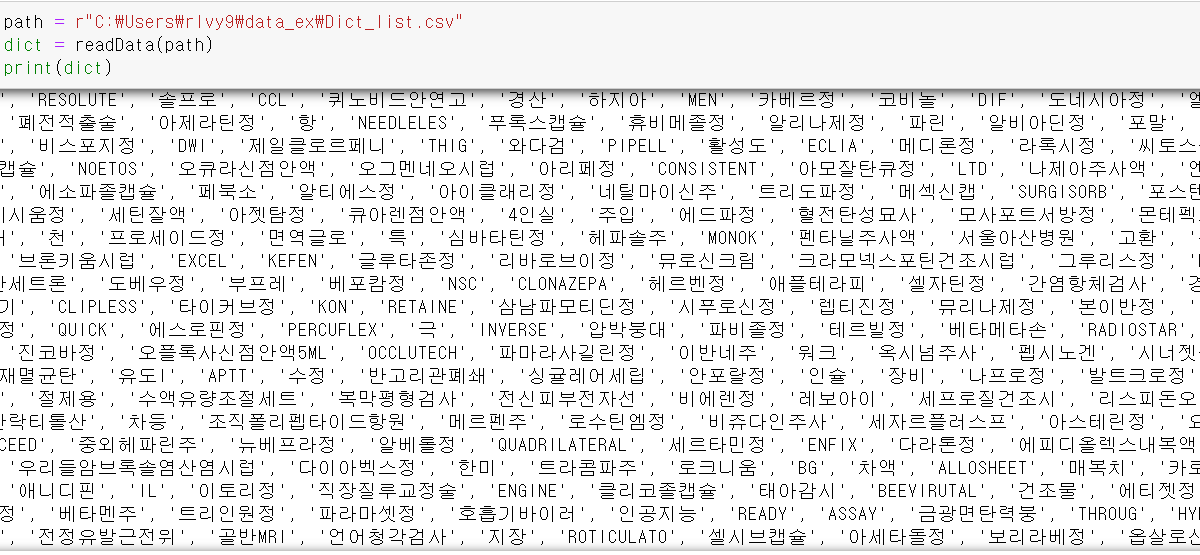 path = r"C:₩Users₩rlvy9₩data_ex₩Dict_list.csv"
dict = readData(path)
print(dict)
', 'RESOLUTE', '솔프로', 'CCL', '퀴노비드안연고', '경산', '하지아', 'MEN', '카베르정', '코비놀', 'DIF', '도네시아정',
'폐전적출술', '아제라틴정', '항', 'NEEDLELES', '푸록스캡슐', '휴비메졸정', '알리나제정', '파린', '알비아딘정', '포말',
', '비스포지정', 'DWI', '제일클로르페니', 'THIG', '와다검', 'PIPELL', '활성도', 'ECLIA', '메디론정', '라록시정', '씨토스
캡슐', 'NOETOS', '오큐라신점안액', '오그멘네오시럽', '아리페정', 'CONSISTENT', '아모잘탄큐정', 'LTD', '나제아주사액',
', '에소파졸캡슐', '페북소', '알티에스정', '아이클래리정', '네틸마이신주', '트리도파정', '메섹신캡', 'SURGISORB', '포스텐
시움정', '세틴잘액', '아젯탐정', '큐아렌점안액', '4인실', '주입', '에드파정', '혈전탄성묘사', '모사포트서방정', '몬테펙
', '천', '프로세이드정', '면역글로', '특', '심바타틴정', '헤파솔주', 'MONOK', '펜타닐주사액', '서울아산병원', '고환',
'브론키움시럽', 'EXCEL', 'KEFEN', '글루타존정', '리바로브이정', '뮤로신크림', '크라모넥스포틴건조시럽', '그루리스정',
세트론', '도베우정', '부프레', '베포캄정', 'NSC', 'CLONAZEPA', '헤르벤정', '애플테라피', '셀자틴정', '간염항체검사',
기', 'CLIPLESS', '타이커브정', 'KON', 'RETAINE', '삼남파모티딘정', '시푸로신정', '렙티진정', '뮤리나제정', '본이반정',
정', 'QUICK', '에스로핀정', 'PERCUFLEX', '극', 'INVERSE', '압박붕대', '파비졸정', '테르빌정', '베타메타손', 'RADIOSTAR',
'진코바정', '오플록사신점안액5ML', 'OCCLUTECH', '파마라사길린정', '이반네주', '워크', '옥시넘주사', '펩시노겐', '시너젯
재멸균탄', '유도I', 'APTT', '수정', '반고리관폐쇄', '싱귤레어세립', '안포랄정', '인슐', '장비', '나프로정', '발트크로정',
, '절제용', '수액유량조절세트', '복막평형검사', '전신피부전자선', '비에렌정', '레보아이', '세프로질건조시', '리스피돈오
락티톨산', '차등', '조직폴리펩타이드항원', '메르펜주', '로수틴엠정', '비쥬다인주사', '세자르플러스프', '아스테린정',
CEED', '중외헤파린주', '뉴베프라정', '알베톨정', 'QUADRILATERAL', '세르타민정', 'ENFIX', '다라톤정', '에피디올렉스내복액
'우리들암브록솔염산염시럽', '다이아벡스정', '한미', '트라콤파주', '로크니움', 'BG', '차액', 'ALLOSHEET', '매복치', '카로
'애니디핀', 'IL', '이토리정', '직장질루교정술', 'ENGINE', '클리코졸캡슐', '태아감시', 'BEEVIRUTAL', '건조물', '에티젯정
정', '베타멘주', '트리인원정', '파라마셋정', '호흡기바이러', '인공지능', 'READY', 'ASSAY', '금광면탄력붕', 'THROUG', 'HY
, '전정유발근전위', '골반MRI', '언어청각검사', '지장', 'ROTICULATO', '셀시브캡슐', '아세타돌정', '보리라베정', '옵살로신